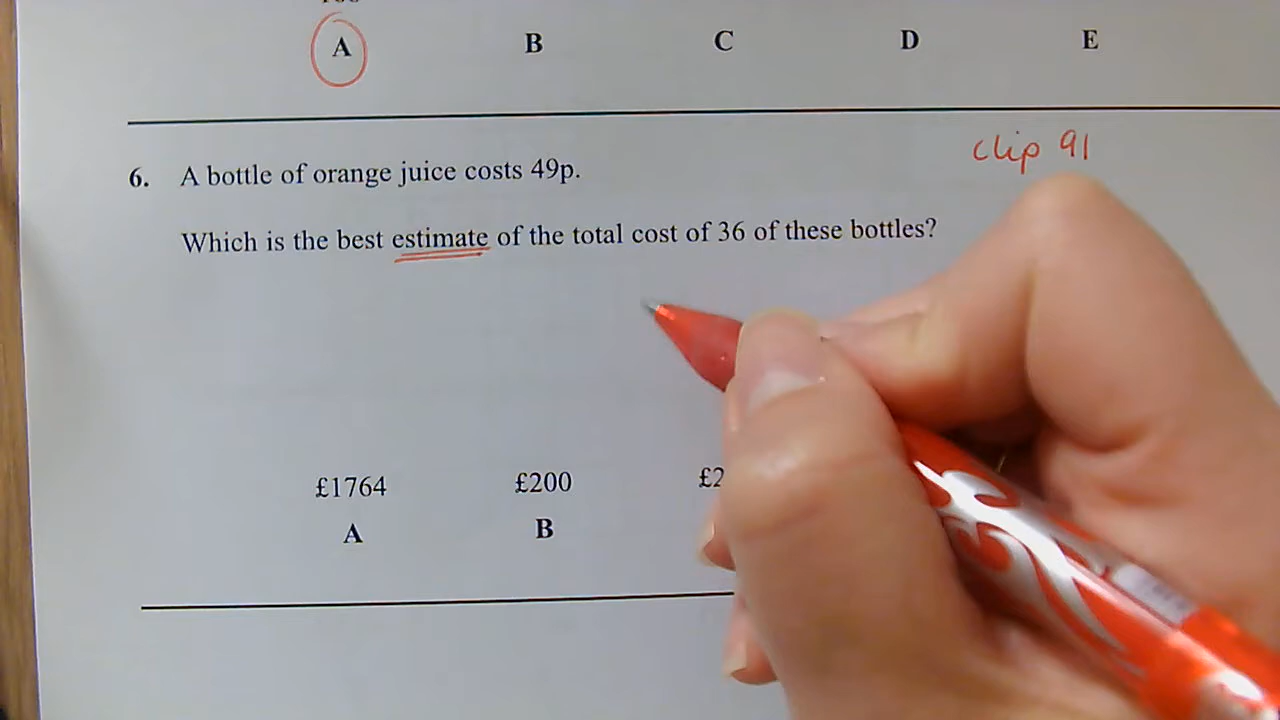 A B C D E
clip 91
6. A bottle of orange juice costs 49p.
Which is the best estimate of the total cost of 36 of these bottles?
£1764 £200 £2
A B